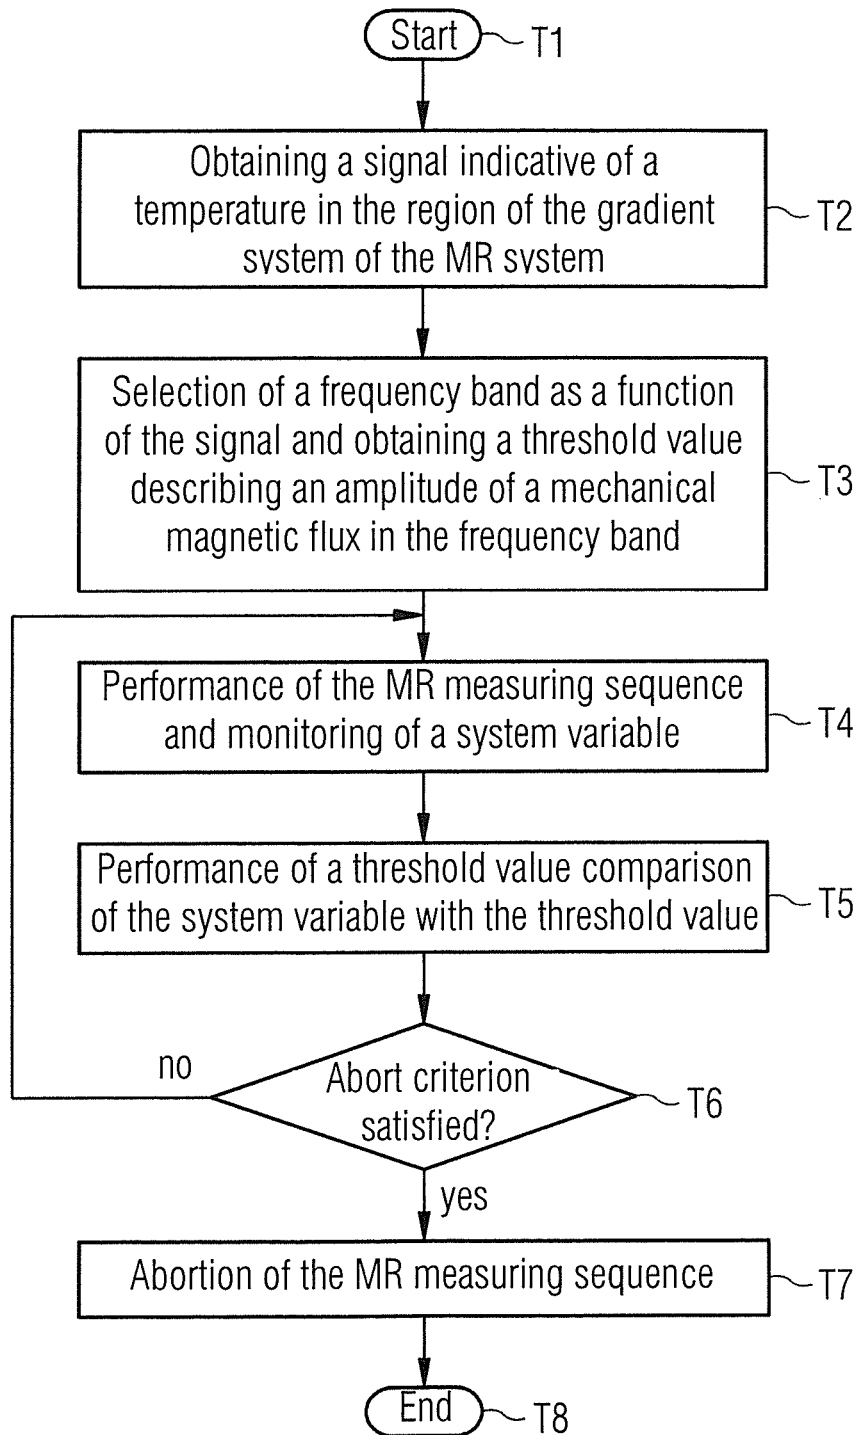 Start
T1
Obtaining a signal indicative of a
temperature in the region of the gradient
system of the MR system
T2
Selection of a frequency band as a function
of the signal and obtaining a threshold value
describing an amplitude of a mechanical
magnetic flux in the frequency band
T3
Performance of the MR measuring sequence
and monitoring of a system variable
T4
Performance of a threshold value comparison
of the system variable with the threshold value
T5
no
Abort criterion
satisfied?
T6
yes
Abortion of the MR measuring sequence
T7
End
T8